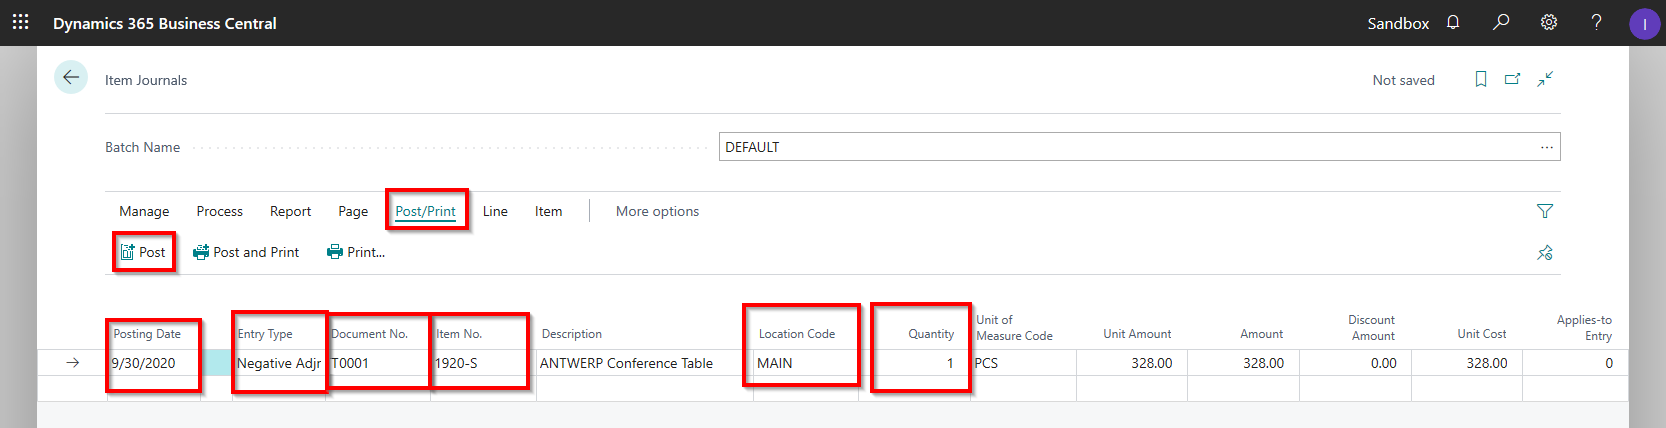 Dynamics 365 Business Central
Sandbox
?
I
Item Journals
Not saved
Batch Name
DEFAULT
...
Manage Process Report Page Post/Print Line Item More options
Post Post and Print Print...
Posting Date Entry Type Document No. Item No. Description Location Code Quantity Unit of Measure Code Unit Amount Amount Discount Amount Unit Cost Applies-to Entry
9/30/2020 Negative Adjr T0001 1920-S ANTWERP Conference Table MAIN 1 PCS 328.00 328.00 0.00 328.00 0